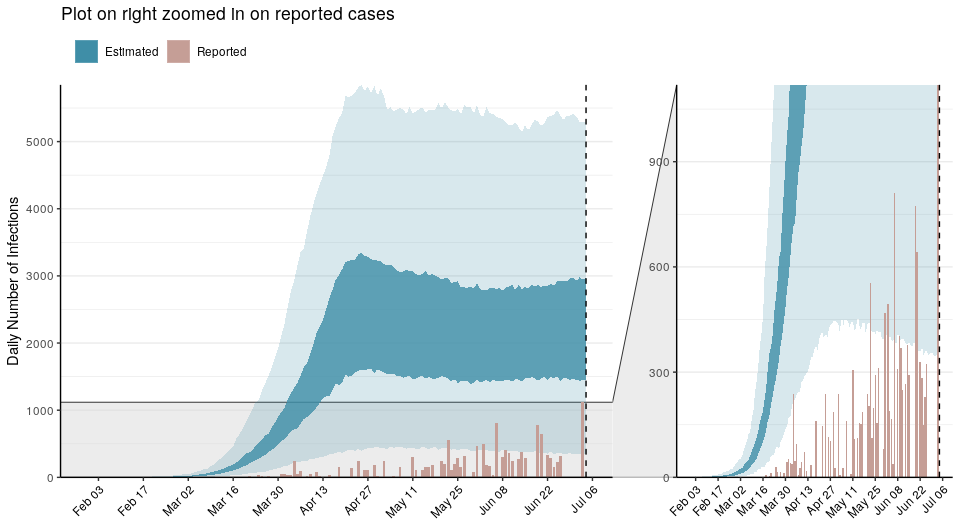 Plot on right zoomed in on reported cases
Estimated Reported
Daily Number of Infections
5000
4000
3000
2000
1000
0
Feb 03 Feb 17 Mar 02 Mar 16 Mar 30 Apr 13 Apr 27 May 11 May 25 Jun 08 Jun 22 Jul 06
900
600
300
0
Feb 03 Feb 17 Mar 02 Mar 16 Mar 30 Apr 13 Apr 27 May 11 May 25 Jun 08 Jun 22 Jul 06